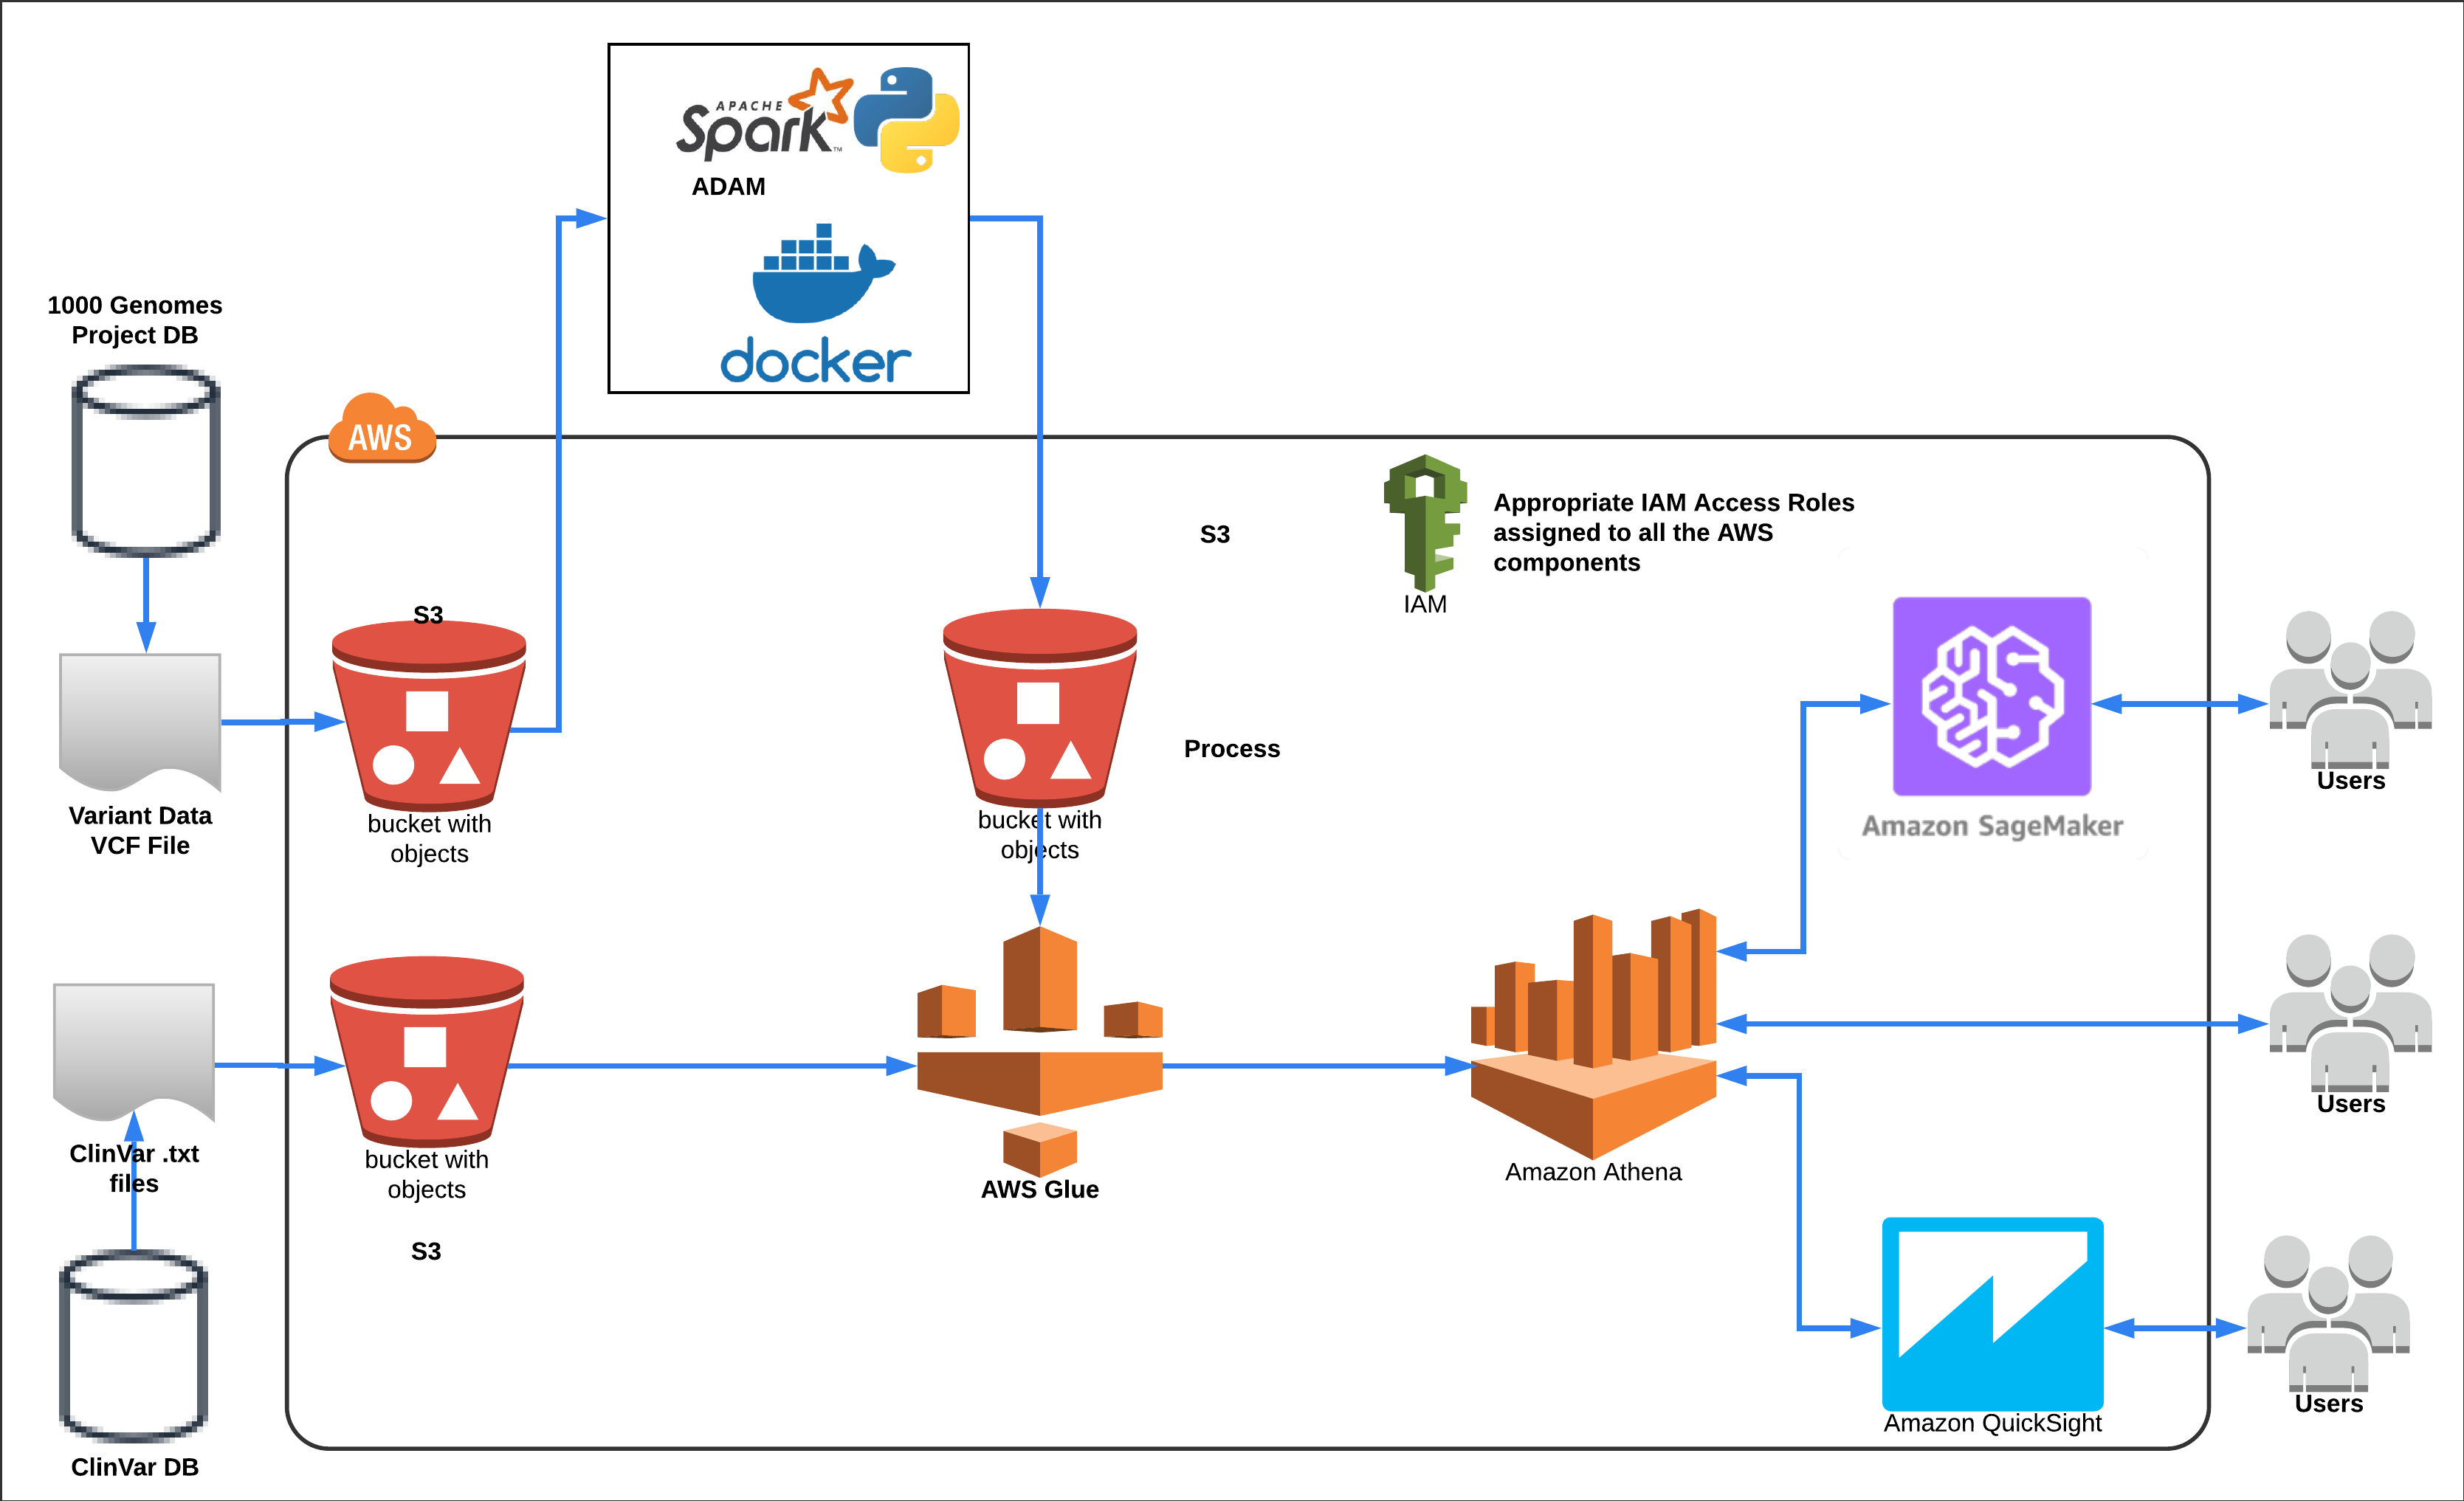 APACHE
Spark™
ADAM
docker
1000 Genomes
Project DB
AWS
S3
IAM
Appropriate IAM Access Roles
assigned to all the AWS
components
S3
bucket with
objects
Variant Data
VCF File
bucket with
objects
Process
Amazon SageMaker
Users
ClinVar .txt
files
bucket with
objects
S3
AWS Glue
Amazon Athena
Users
ClinVar DB
Amazon QuickSight
Users